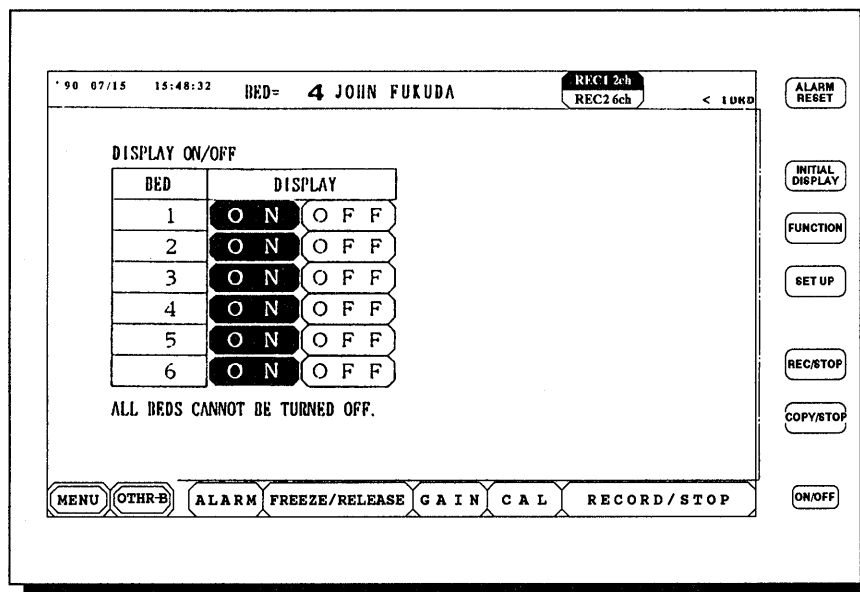 '90 07/15 15:48:32 BED= 4 JOHN FUKUDA
REC1 2ch
REC2 6ch
ALARM RESET
DISPLAY ON/OFF
BED DISPLAY
1 ON OFF
2 ON OFF
3 ON OFF
4 ON OFF
5 ON OFF
6 ON OFF
ALL BEDS CANNOT BE TURNED OFF.
INITIAL DISPLAY
FUNCTION
SET UP
REC/STOP
COPY/STOP
MENU OTHR-B ALARM FREEZE/RELEASE GAIN CAL RECORD/STOP
ON/OFF